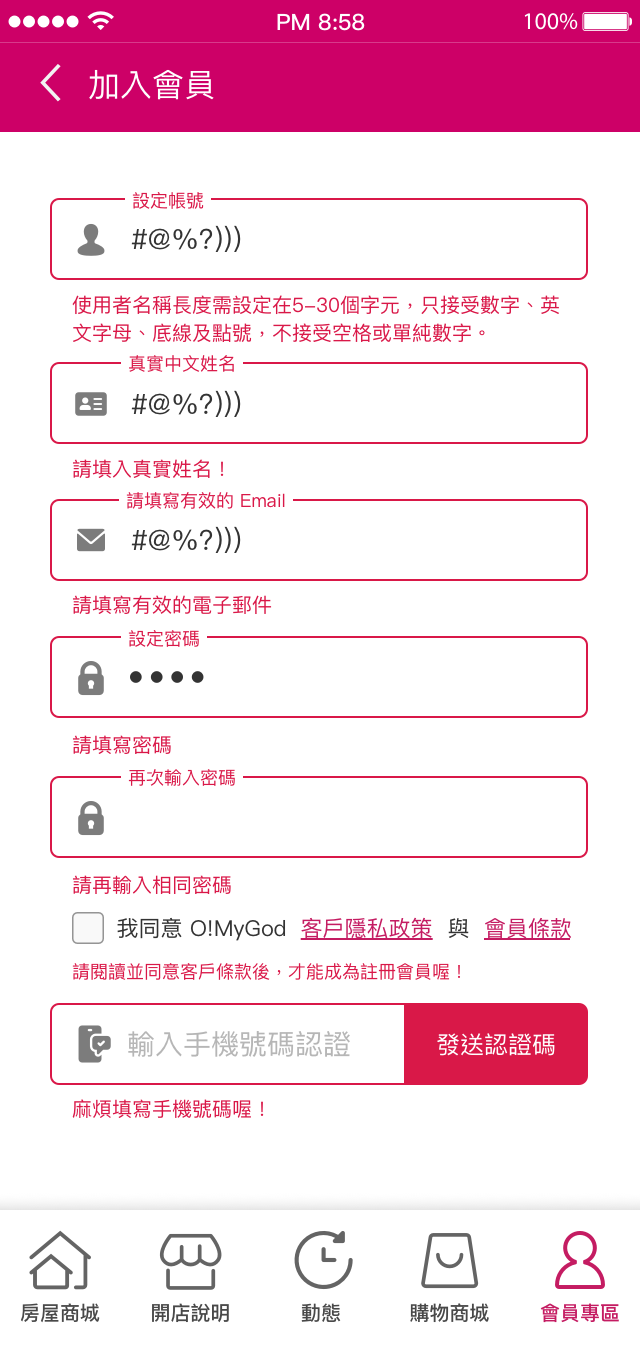 PM 8:58
100%
加入會員
設定帳號
#@%?)))
使用者名稱長度需設定在5–30個字元，只接受數字、英
文字母、底線及點號，不接受空格或單純數字。
真實中文姓名
#@%?)))
請填入真實姓名！
請填寫有效的 Email
#@%?)))
請填寫有效的電子郵件
設定密碼
••••
請填寫密碼
再次輸入密碼
請再輸入相同密碼
我同意 O!MyGod 客戶隱私政策 與 會員條款
請閱讀並同意客戶條款後，才能成為註冊會員喔！
輸入手機號碼認證 發送認證碼
麻煩填寫手機號碼喔！
房屋商城 開店說明 動態 購物商城 會員專區